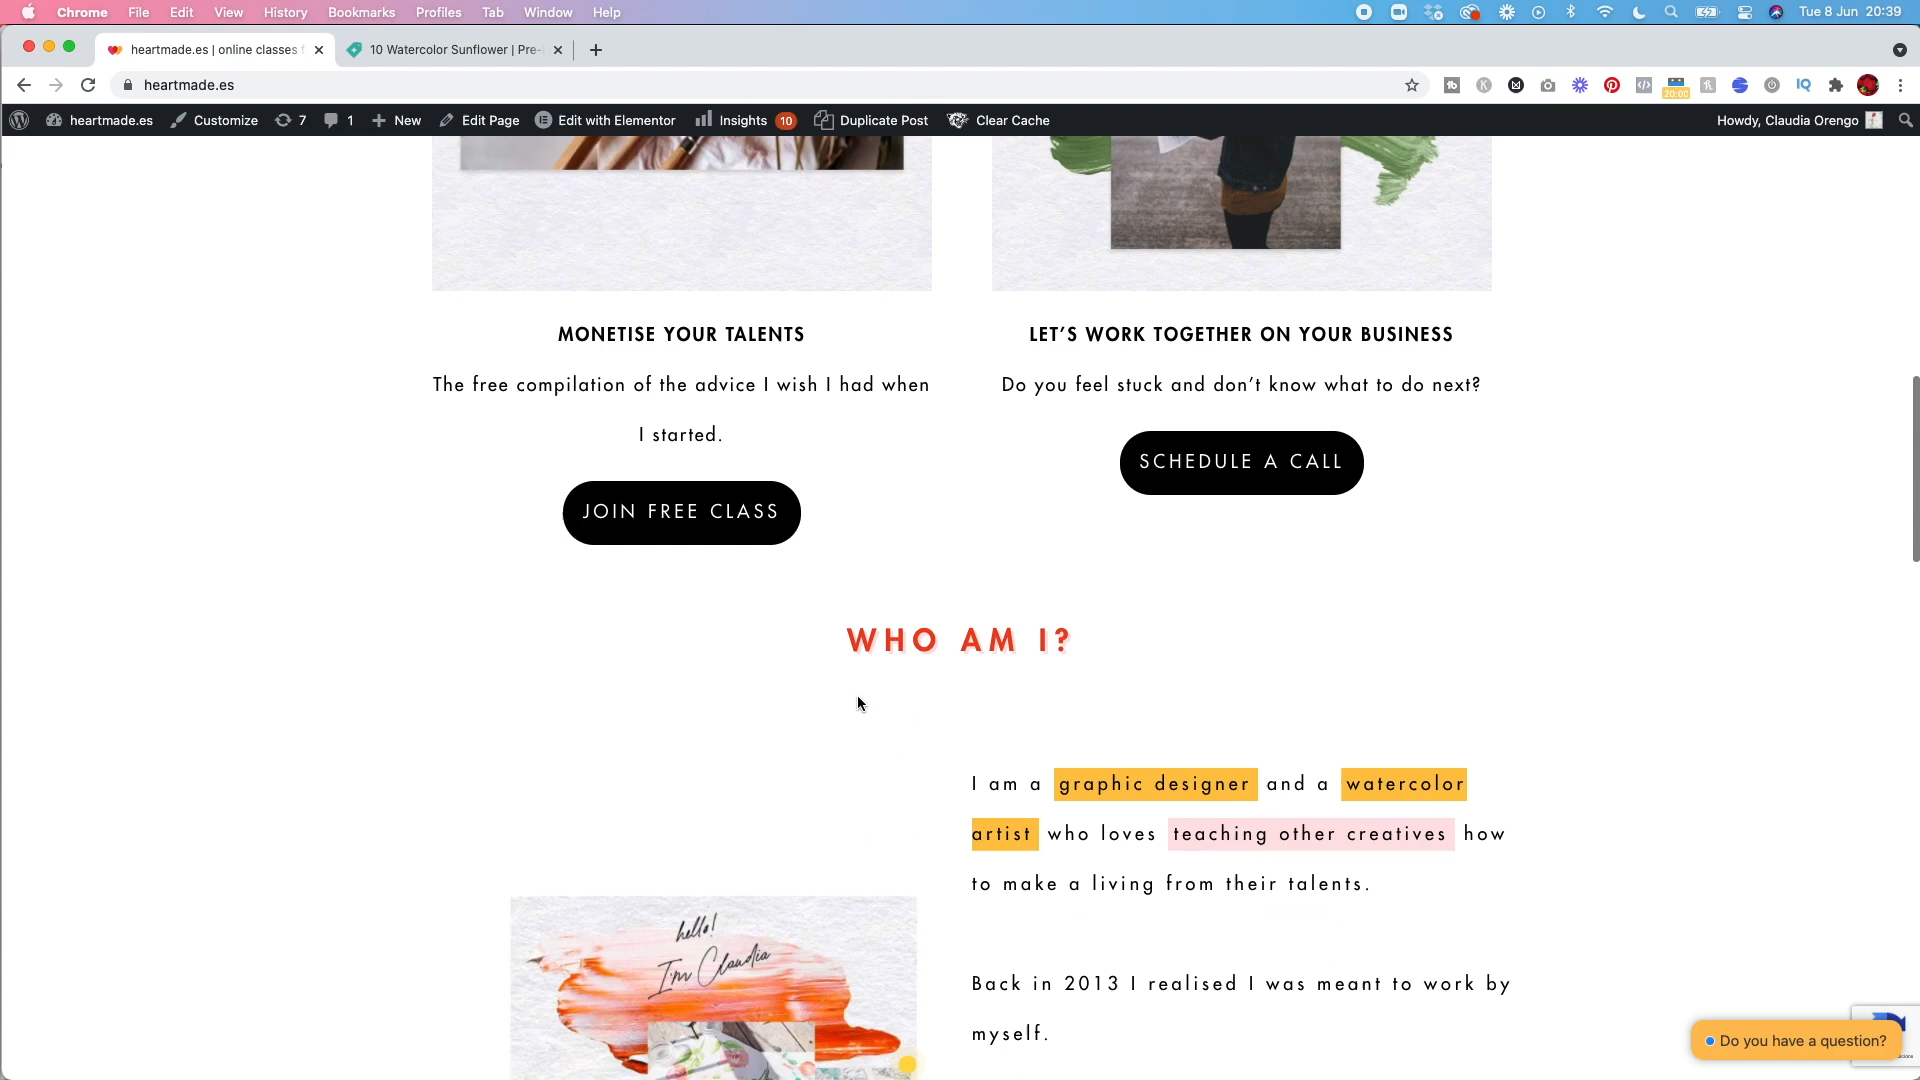 Chrome File Edit View History Bookmarks Profiles Tab Window Help Tue 8 Jun 20:39
heartmade.es | online classes 10 Watercolor Sunflower | Pre-
heartmade.es
20:00
IQ
heartmade.es Customize 7 1 New Edit Page Edit with Elementor Insights 10 Duplicate Post Clear Cache Howdy, Claudia Orengo
MONETISE YOUR TALENTS
The free compilation of the advice I wish I had when
I started.
JOIN FREE CLASS
LET’S WORK TOGETHER ON YOUR BUSINESS
Do you feel stuck and don’t know what to do next?
SCHEDULE A CALL
WHO AM I?
hello!
I'm Claudia
I am a graphic designer and a watercolor
artist who loves teaching other creatives how
to make a living from their talents.
Back in 2013 I realised I was meant to work by
myself.
Do you have a question?